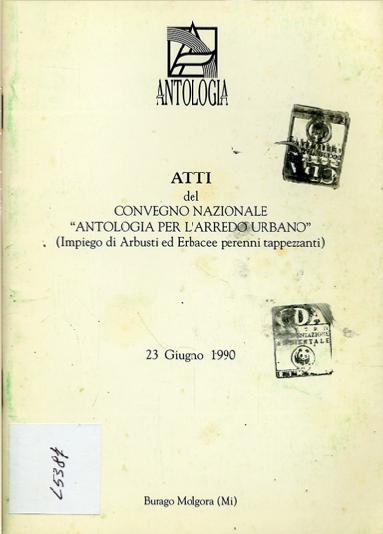 ANTOLOGIA
ATTI
del
CONVEGNO NAZIONALE
"ANTOLOGIA PER L'ARREDO URBANO"
(Impiego di Arbusti ed Erbacee perenni tappezzanti)
23 Giugno 1990
L5387
Burago Molgora (Mi)